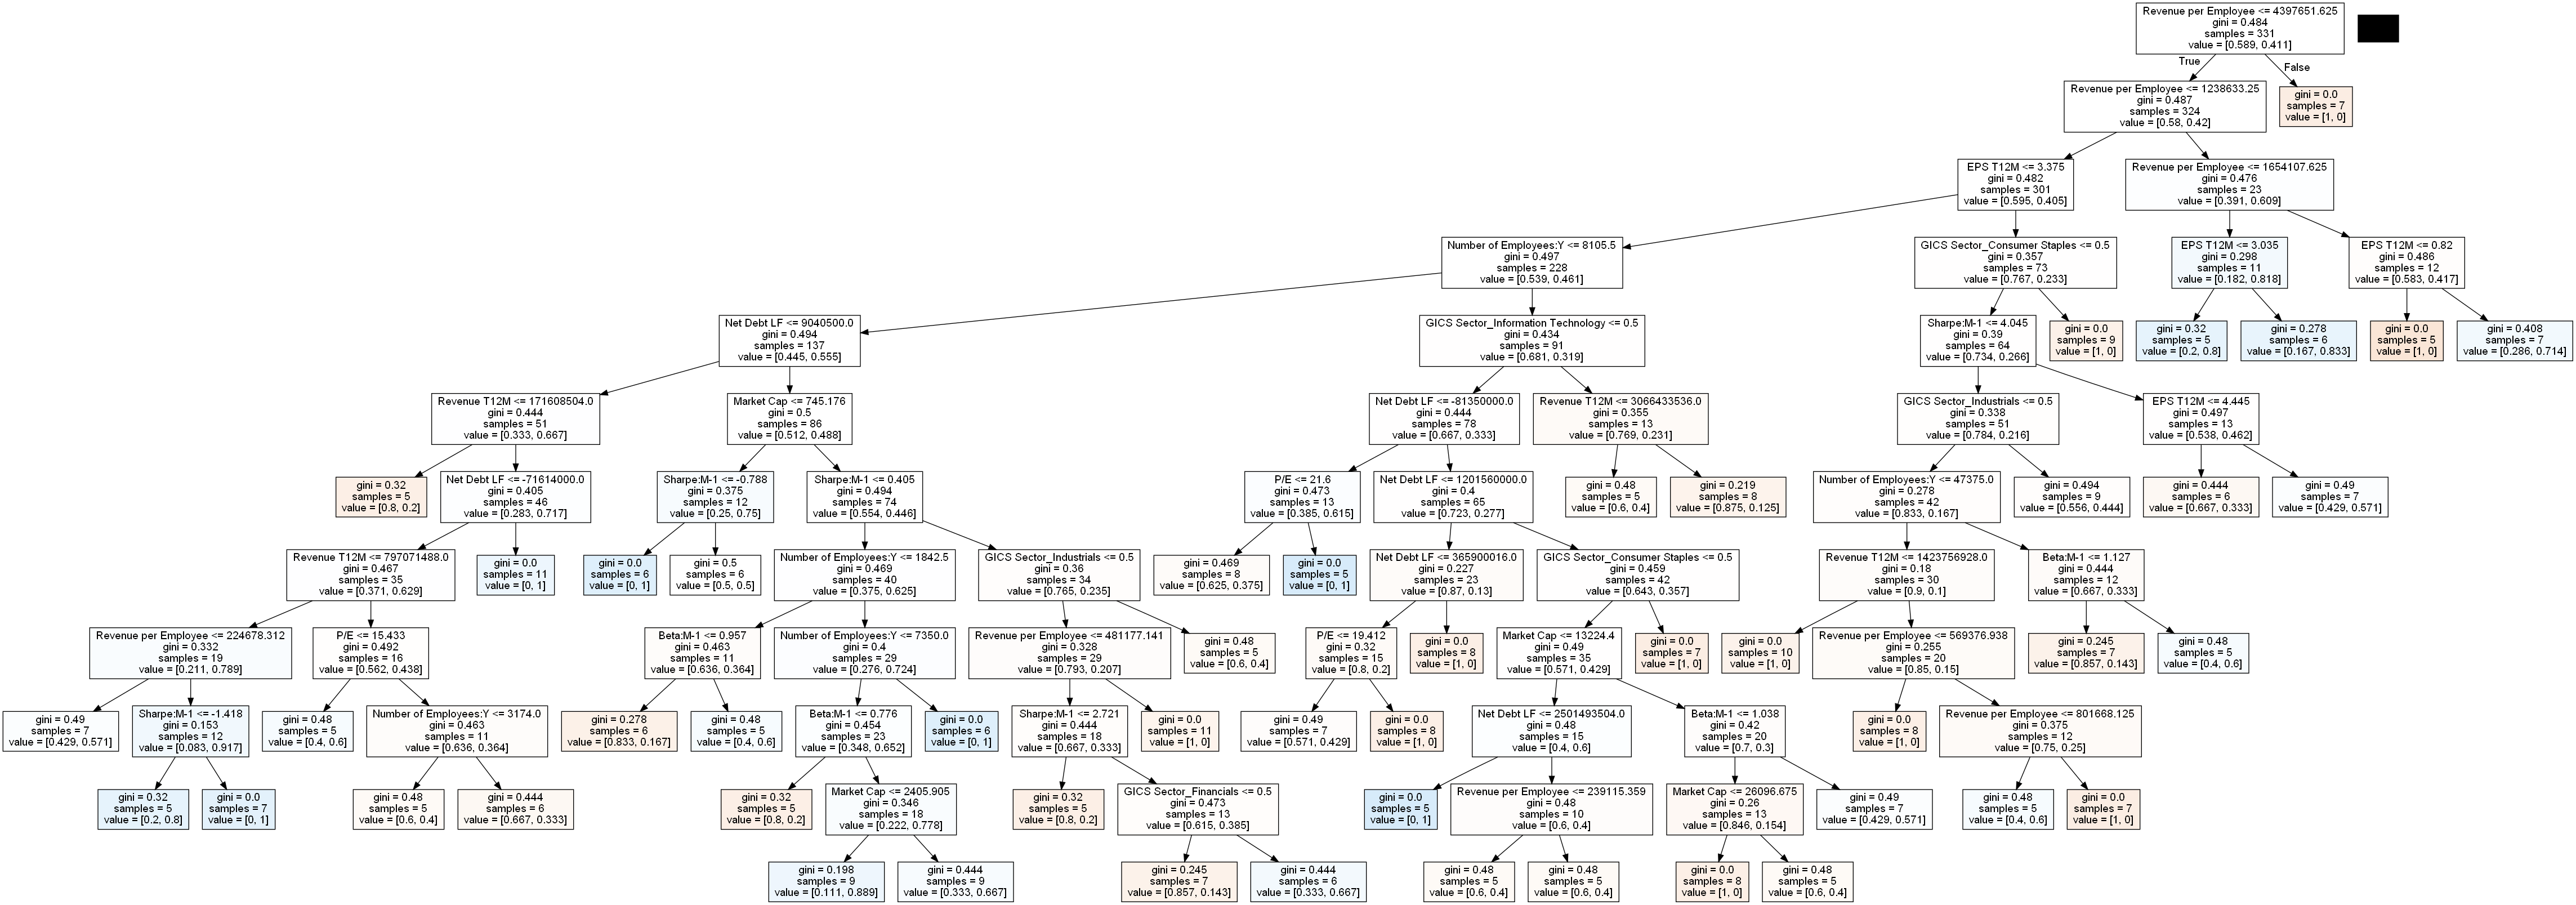 Revenue per Employee <= 4397651.625
gini = 0.484
samples = 331
value = [0.589, 0.411]
True
False
Revenue per Employee <= 1238633.25
gini = 0.487
samples = 324
value = [0.58, 0.42]
gini = 0.0
samples = 7
value = [1, 0]
EPS T12M <= 3.375
gini = 0.482
samples = 301
value = [0.595, 0.405]
Revenue per Employee <= 1654107.625
gini = 0.476
samples = 23
value = [0.391, 0.609]
Number of Employees:Y <= 8105.5
gini = 0.497
samples = 228
value = [0.539, 0.461]
GICS Sector_Consumer Staples <= 0.5
gini = 0.357
samples = 73
value = [0.767, 0.233]
EPS T12M <= 3.035
gini = 0.298
samples = 11
value = [0.182, 0.818]
EPS T12M <= 0.82
gini = 0.486
samples = 12
value = [0.583, 0.417]
Net Debt LF <= 9040500.0
gini = 0.494
samples = 137
value = [0.445, 0.555]
GICS Sector_Information Technology <= 0.5
gini = 0.434
samples = 91
value = [0.681, 0.319]
Sharpe:M-1 <= 4.045
gini = 0.39
samples = 64
value = [0.734, 0.266]
gini = 0.0
samples = 9
value = [1, 0]
gini = 0.32
samples = 5
value = [0.2, 0.8]
gini = 0.278
samples = 6
value = [0.167, 0.833]
gini = 0.0
samples = 5
value = [1, 0]
gini = 0.408
samples = 7
value = [0.286, 0.714]
Revenue T12M <= 171608504.0
gini = 0.444
samples = 51
value = [0.333, 0.667]
Market Cap <= 745.176
gini = 0.5
samples = 86
value = [0.512, 0.488]
Net Debt LF <= -81350000.0
gini = 0.444
samples = 78
value = [0.667, 0.333]
Revenue T12M <= 3066433536.0
gini = 0.355
samples = 13
value = [0.769, 0.231]
GICS Sector_Industrials <= 0.5
gini = 0.338
samples = 51
value = [0.784, 0.216]
EPS T12M <= 4.445
gini = 0.497
samples = 13
value = [0.538, 0.462]
gini = 0.32
samples = 5
value = [0.8, 0.2]
Net Debt LF <= -71614000.0
gini = 0.405
samples = 46
value = [0.283, 0.717]
Sharpe:M-1 <= -0.788
gini = 0.375
samples = 12
value = [0.25, 0.75]
Sharpe:M-1 <= 0.405
gini = 0.494
samples = 74
value = [0.554, 0.446]
P/E <= 21.6
gini = 0.473
samples = 13
value = [0.385, 0.615]
Net Debt LF <= 1201560000.0
gini = 0.4
samples = 65
value = [0.723, 0.277]
gini = 0.48
samples = 5
value = [0.6, 0.4]
gini = 0.219
samples = 8
value = [0.875, 0.125]
Number of Employees:Y <= 47375.0
gini = 0.278
samples = 42
value = [0.833, 0.167]
gini = 0.494
samples = 9
value = [0.556, 0.444]
gini = 0.444
samples = 6
value = [0.667, 0.333]
gini = 0.49
samples = 7
value = [0.429, 0.571]
Revenue T12M <= 797071488.0
gini = 0.467
samples = 35
value = [0.371, 0.629]
gini = 0.0
samples = 11
value = [0, 1]
gini = 0.0
samples = 6
value = [0, 1]
gini = 0.5
samples = 6
value = [0.5, 0.5]
Number of Employees:Y <= 1842.5
gini = 0.469
samples = 40
value = [0.375, 0.625]
GICS Sector_Industrials <= 0.5
gini = 0.36
samples = 34
value = [0.765, 0.235]
gini = 0.469
samples = 8
value = [0.625, 0.375]
gini = 0.0
samples = 5
value = [0, 1]
Net Debt LF <= 365900016.0
gini = 0.227
samples = 23
value = [0.87, 0.13]
GICS Sector_Consumer Staples <= 0.5
gini = 0.459
samples = 42
value = [0.643, 0.357]
Revenue T12M <= 1423756928.0
gini = 0.18
samples = 30
value = [0.9, 0.1]
Beta:M-1 <= 1.127
gini = 0.444
samples = 12
value = [0.667, 0.333]
Revenue per Employee <= 224678.312
gini = 0.332
samples = 19
value = [0.211, 0.789]
P/E <= 15.433
gini = 0.492
samples = 16
value = [0.562, 0.438]
Beta:M-1 <= 0.957
gini = 0.463
samples = 11
value = [0.636, 0.364]
Number of Employees:Y <= 7350.0
gini = 0.4
samples = 29
value = [0.276, 0.724]
Revenue per Employee <= 481177.141
gini = 0.328
samples = 29
value = [0.793, 0.207]
gini = 0.48
samples = 5
value = [0.6, 0.4]
P/E <= 19.412
gini = 0.32
samples = 15
value = [0.8, 0.2]
gini = 0.0
samples = 8
value = [1, 0]
Market Cap <= 13224.4
gini = 0.49
samples = 35
value = [0.571, 0.429]
gini = 0.0
samples = 7
value = [1, 0]
gini = 0.0
samples = 10
value = [1, 0]
Revenue per Employee <= 569376.938
gini = 0.255
samples = 20
value = [0.85, 0.15]
gini = 0.245
samples = 7
value = [0.857, 0.143]
gini = 0.48
samples = 5
value = [0.4, 0.6]
gini = 0.49
samples = 7
value = [0.429, 0.571]
Sharpe:M-1 <= -1.418
gini = 0.153
samples = 12
value = [0.083, 0.917]
gini = 0.48
samples = 5
value = [0.4, 0.6]
Number of Employees:Y <= 3174.0
gini = 0.463
samples = 11
value = [0.636, 0.364]
gini = 0.278
samples = 6
value = [0.833, 0.167]
gini = 0.48
samples = 5
value = [0.4, 0.6]
Beta:M-1 <= 0.776
gini = 0.454
samples = 23
value = [0.348, 0.652]
gini = 0.0
samples = 6
value = [0, 1]
Sharpe:M-1 <= 2.721
gini = 0.444
samples = 18
value = [0.667, 0.333]
gini = 0.0
samples = 11
value = [1, 0]
gini = 0.49
samples = 7
value = [0.571, 0.429]
gini = 0.0
samples = 8
value = [1, 0]
Net Debt LF <= 2501493504.0
gini = 0.48
samples = 15
value = [0.4, 0.6]
Beta:M-1 <= 1.038
gini = 0.42
samples = 20
value = [0.7, 0.3]
gini = 0.0
samples = 8
value = [1, 0]
Revenue per Employee <= 801668.125
gini = 0.375
samples = 12
value = [0.75, 0.25]
gini = 0.32
samples = 5
value = [0.2, 0.8]
gini = 0.0
samples = 7
value = [0, 1]
gini = 0.48
samples = 5
value = [0.6, 0.4]
gini = 0.444
samples = 6
value = [0.667, 0.333]
gini = 0.32
samples = 5
value = [0.8, 0.2]
Market Cap <= 2405.905
gini = 0.346
samples = 18
value = [0.222, 0.778]
gini = 0.32
samples = 5
value = [0.8, 0.2]
GICS Sector_Financials <= 0.5
gini = 0.473
samples = 13
value = [0.615, 0.385]
gini = 0.0
samples = 5
value = [0, 1]
Revenue per Employee <= 239115.359
gini = 0.48
samples = 10
value = [0.6, 0.4]
Market Cap <= 26096.675
gini = 0.26
samples = 13
value = [0.846, 0.154]
gini = 0.49
samples = 7
value = [0.429, 0.571]
gini = 0.48
samples = 5
value = [0.4, 0.6]
gini = 0.0
samples = 7
value = [1, 0]
gini = 0.198
samples = 9
value = [0.111, 0.889]
gini = 0.444
samples = 9
value = [0.333, 0.667]
gini = 0.245
samples = 7
value = [0.857, 0.143]
gini = 0.444
samples = 6
value = [0.333, 0.667]
gini = 0.48
samples = 5
value = [0.6, 0.4]
gini = 0.48
samples = 5
value = [0.6, 0.4]
gini = 0.0
samples = 8
value = [1, 0]
gini = 0.48
samples = 5
value = [0.6, 0.4]